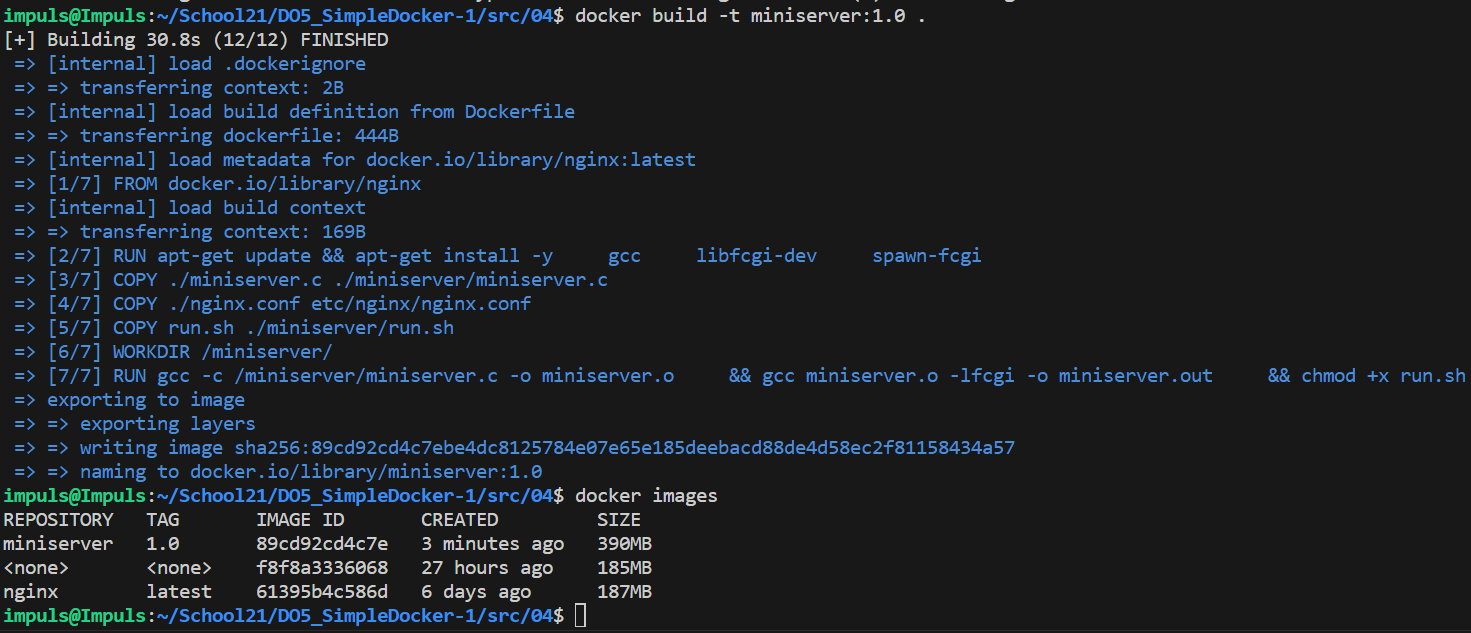 impuls@Impuls:~/School21/DO5_SimpleDocker-1/src/04$ docker build -t miniserver:1.0 .
[+] Building 30.8s (12/12) FINISHED
=> [internal] load .dockerignore
=> => transferring context: 2B
=> [internal] load build definition from Dockerfile
=> => transferring dockerfile: 444B
=> [internal] load metadata for docker.io/library/nginx:latest
=> [1/7] FROM docker.io/library/nginx
=> [internal] load build context
=> => transferring context: 169B
=> [2/7] RUN apt-get update && apt-get install -y     gcc     libfcgi-dev     spawn-fcgi
=> [3/7] COPY ./miniserver.c ./miniserver/miniserver.c
=> [4/7] COPY ./nginx.conf etc/nginx/nginx.conf
=> [5/7] COPY run.sh ./miniserver/run.sh
=> [6/7] WORKDIR /miniserver/
=> [7/7] RUN gcc -c /miniserver/miniserver.c -o miniserver.o     && gcc miniserver.o -lfcgi -o miniserver.out     && chmod +x run.sh
=> exporting to image
=> => exporting layers
=> => writing image sha256:89cd92cd4c7ebe4dc8125784e07e65e185deebacd88de4d58ec2f81158434a57
=> => naming to docker.io/library/miniserver:1.0
impuls@Impuls:~/School21/DO5_SimpleDocker-1/src/04$ docker images
REPOSITORY   TAG       IMAGE ID       CREATED         SIZE
miniserver   1.0       89cd92cd4c7e   3 minutes ago   390MB
<none>       <none>    f8f8a3336068   27 hours ago    185MB
nginx        latest    61395b4c586d   6 days ago      187MB
impuls@Impuls:~/School21/DO5_SimpleDocker-1/src/04$